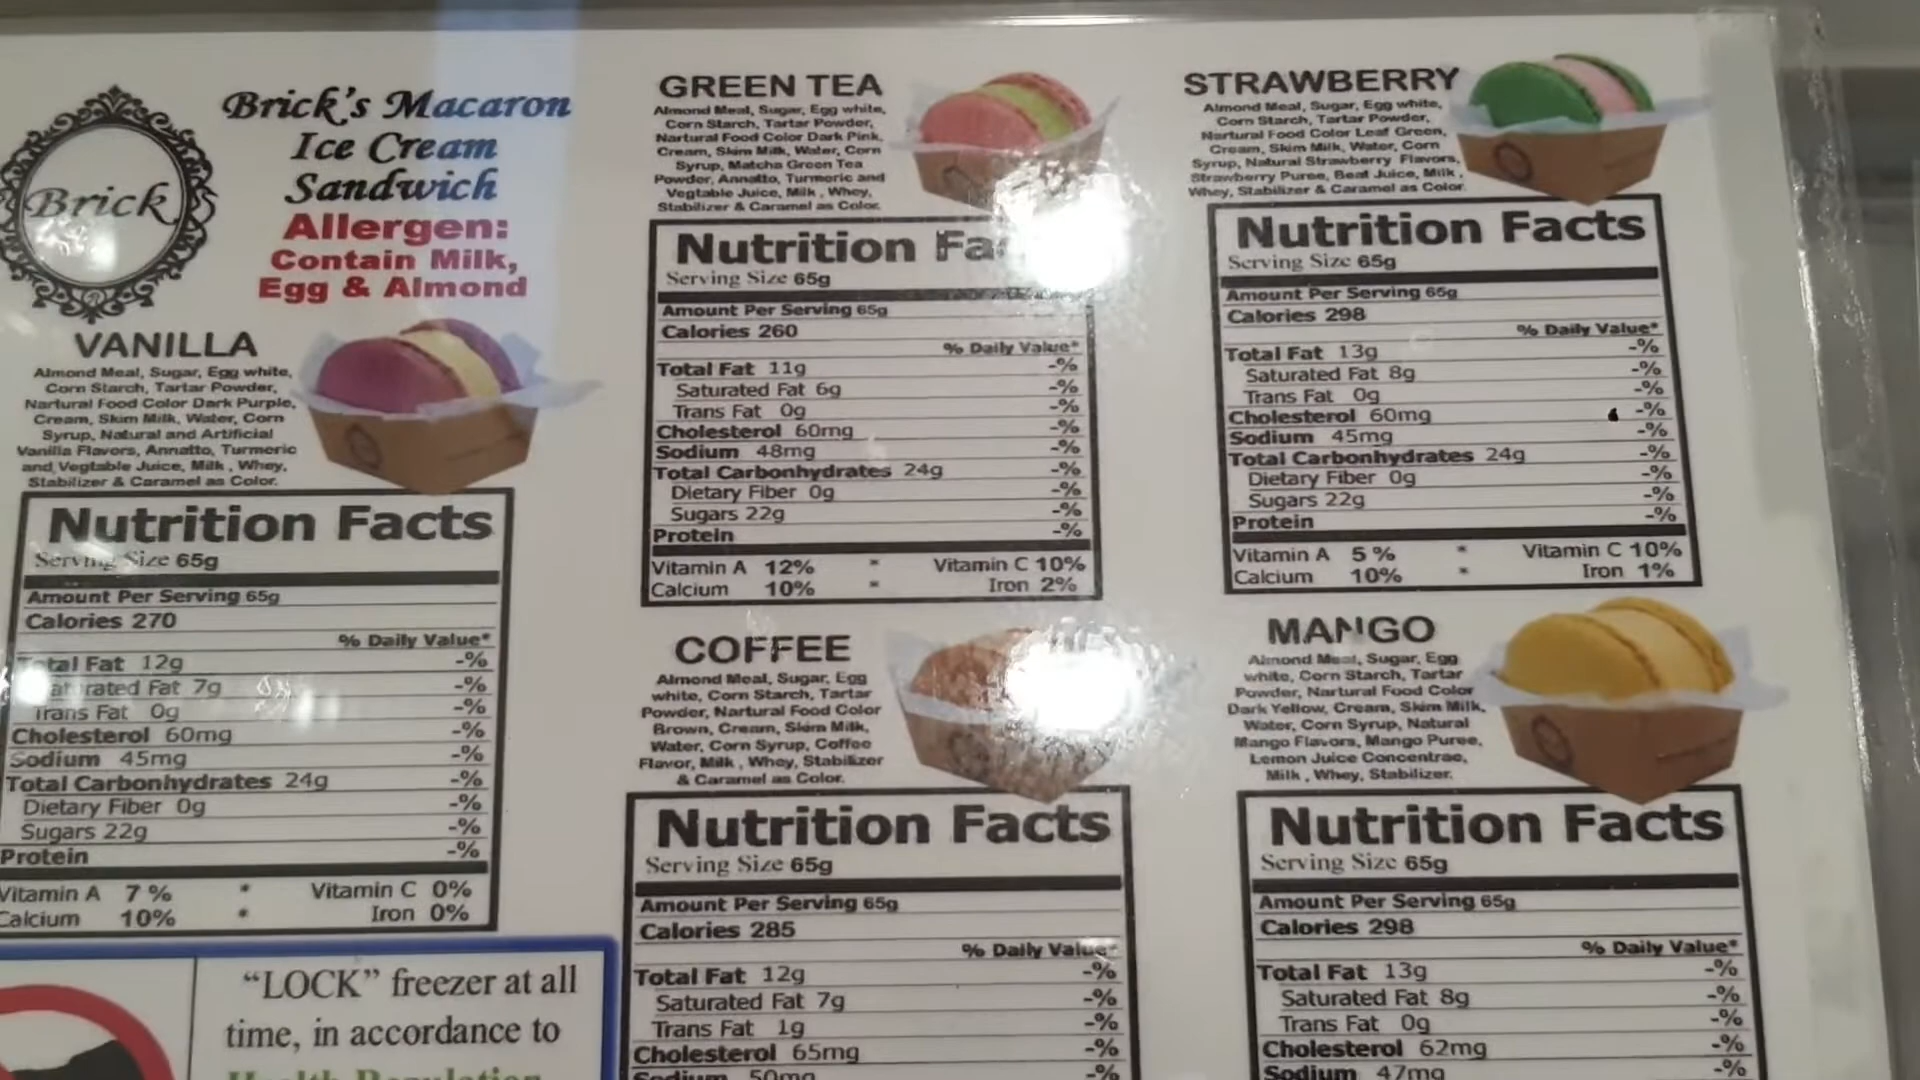 Brick
Brick's Macaron
Ice Cream
Sandwich
Allergen:
Contain Milk,
Egg & Almond
VANILLA
Almond Meal, Sugar, Egg white,
Corn Starch, Tartar Powder,
Nartural Food Color Dark Purple,
Cream, Skim Milk, Water, Corn
Syrup, Natural and Artificial
Vanilla Flavors, Annatto, Turmeric
and Vegtable Juice, Milk , Whey,
Stabilizer & Caramel as Color.
Nutrition Facts
Serving Size 65g
Amount Per Serving 65g
Calories 270
% Daily Value*
Total Fat 12g -%
Saturated Fat 7g -%
Trans Fat 0g -%
Cholesterol 60mg -%
Sodium 45mg -%
Total Carbonhydrates 24g -%
Dietary Fiber 0g -%
Sugars 22g -%
Protein -%
Vitamin A 7 % * Vitamin C 0%
Calcium 10% * Iron 0%
"LOCK" freezer at all
time, in accordance to
Health Regulation
GREEN TEA
Almond Meal, Sugar, Egg white,
Corn Starch, Tartar Powder,
Nartural Food Color Dark Pink,
Cream, Skim Milk, Water, Corn
Syrup, Matcha Green Tea
Powder, Annatto, Turmeric and
Vegtable Juice, Milk , Whey,
Stabilizer & Caramel as Color.
Nutrition Fa
Serving Size 65g
Amount Per Serving 65g
Calories 260
% Daily Value*
Total Fat 11g -%
Saturated Fat 6g -%
Trans Fat 0g -%
Cholesterol 60mg -%
Sodium 48mg -%
Total Carbonhydrates 24g -%
Dietary Fiber 0g -%
Sugars 22g -%
Protein -%
Vitamin A 12% * Vitamin C 10%
Calcium 10% * Iron 2%
COFFEE
Almond Meal, Sugar, Egg
white, Corn Starch, Tartar
Powder, Nartural Food Color
Brown, Cream, Skim Milk,
Water, Corn Syrup, Coffee
Flavor, Milk , Whey, Stabilizer
& Caramel as Color.
Nutrition Facts
Serving Size 65g
Amount Per Serving 65g
Calories 285
% Daily Value*
Total Fat 12g -%
Saturated Fat 7g -%
Trans Fat 1g -%
Cholesterol 65mg -%
Sodium 50mg -%
STRAWBERRY
Almond Meal, Sugar, Egg white,
Corn Starch, Tartar Powder,
Nartural Food Color Leaf Green,
Cream, Skim Milk, Water, Corn
Syrup, Natural Strawberry Flavors,
Strawberry Puree, Beat Juice, Milk ,
Whey, Stabilizer & Caramel as Color.
Nutrition Facts
Serving Size 65g
Amount Per Serving 65g
Calories 298
% Daily Value*
Total Fat 13g -%
Saturated Fat 8g -%
Trans Fat 0g -%
Cholesterol 60mg -%
Sodium 45mg -%
Total Carbonhydrates 24g -%
Dietary Fiber 0g -%
Sugars 22g -%
Protein -%
Vitamin A 5 % * Vitamin C 10%
Calcium 10% * Iron 1%
MANGO
Almond Meal, Sugar, Egg
white, Corn Starch, Tartar
Powder, Nartural Food Color
Dark Yellow, Cream, Skim Milk,
Water, Corn Syrup, Natural
Mango Flavors, Mango Puree,
Lemon Juice Concentrae,
Milk , Whey, Stabilizer.
Nutrition Facts
Serving Size 65g
Amount Per Serving 65g
Calories 298
% Daily Value*
Total Fat 13g -%
Saturated Fat 8g -%
Trans Fat 0g -%
Cholesterol 62mg -%
Sodium 47mg -%